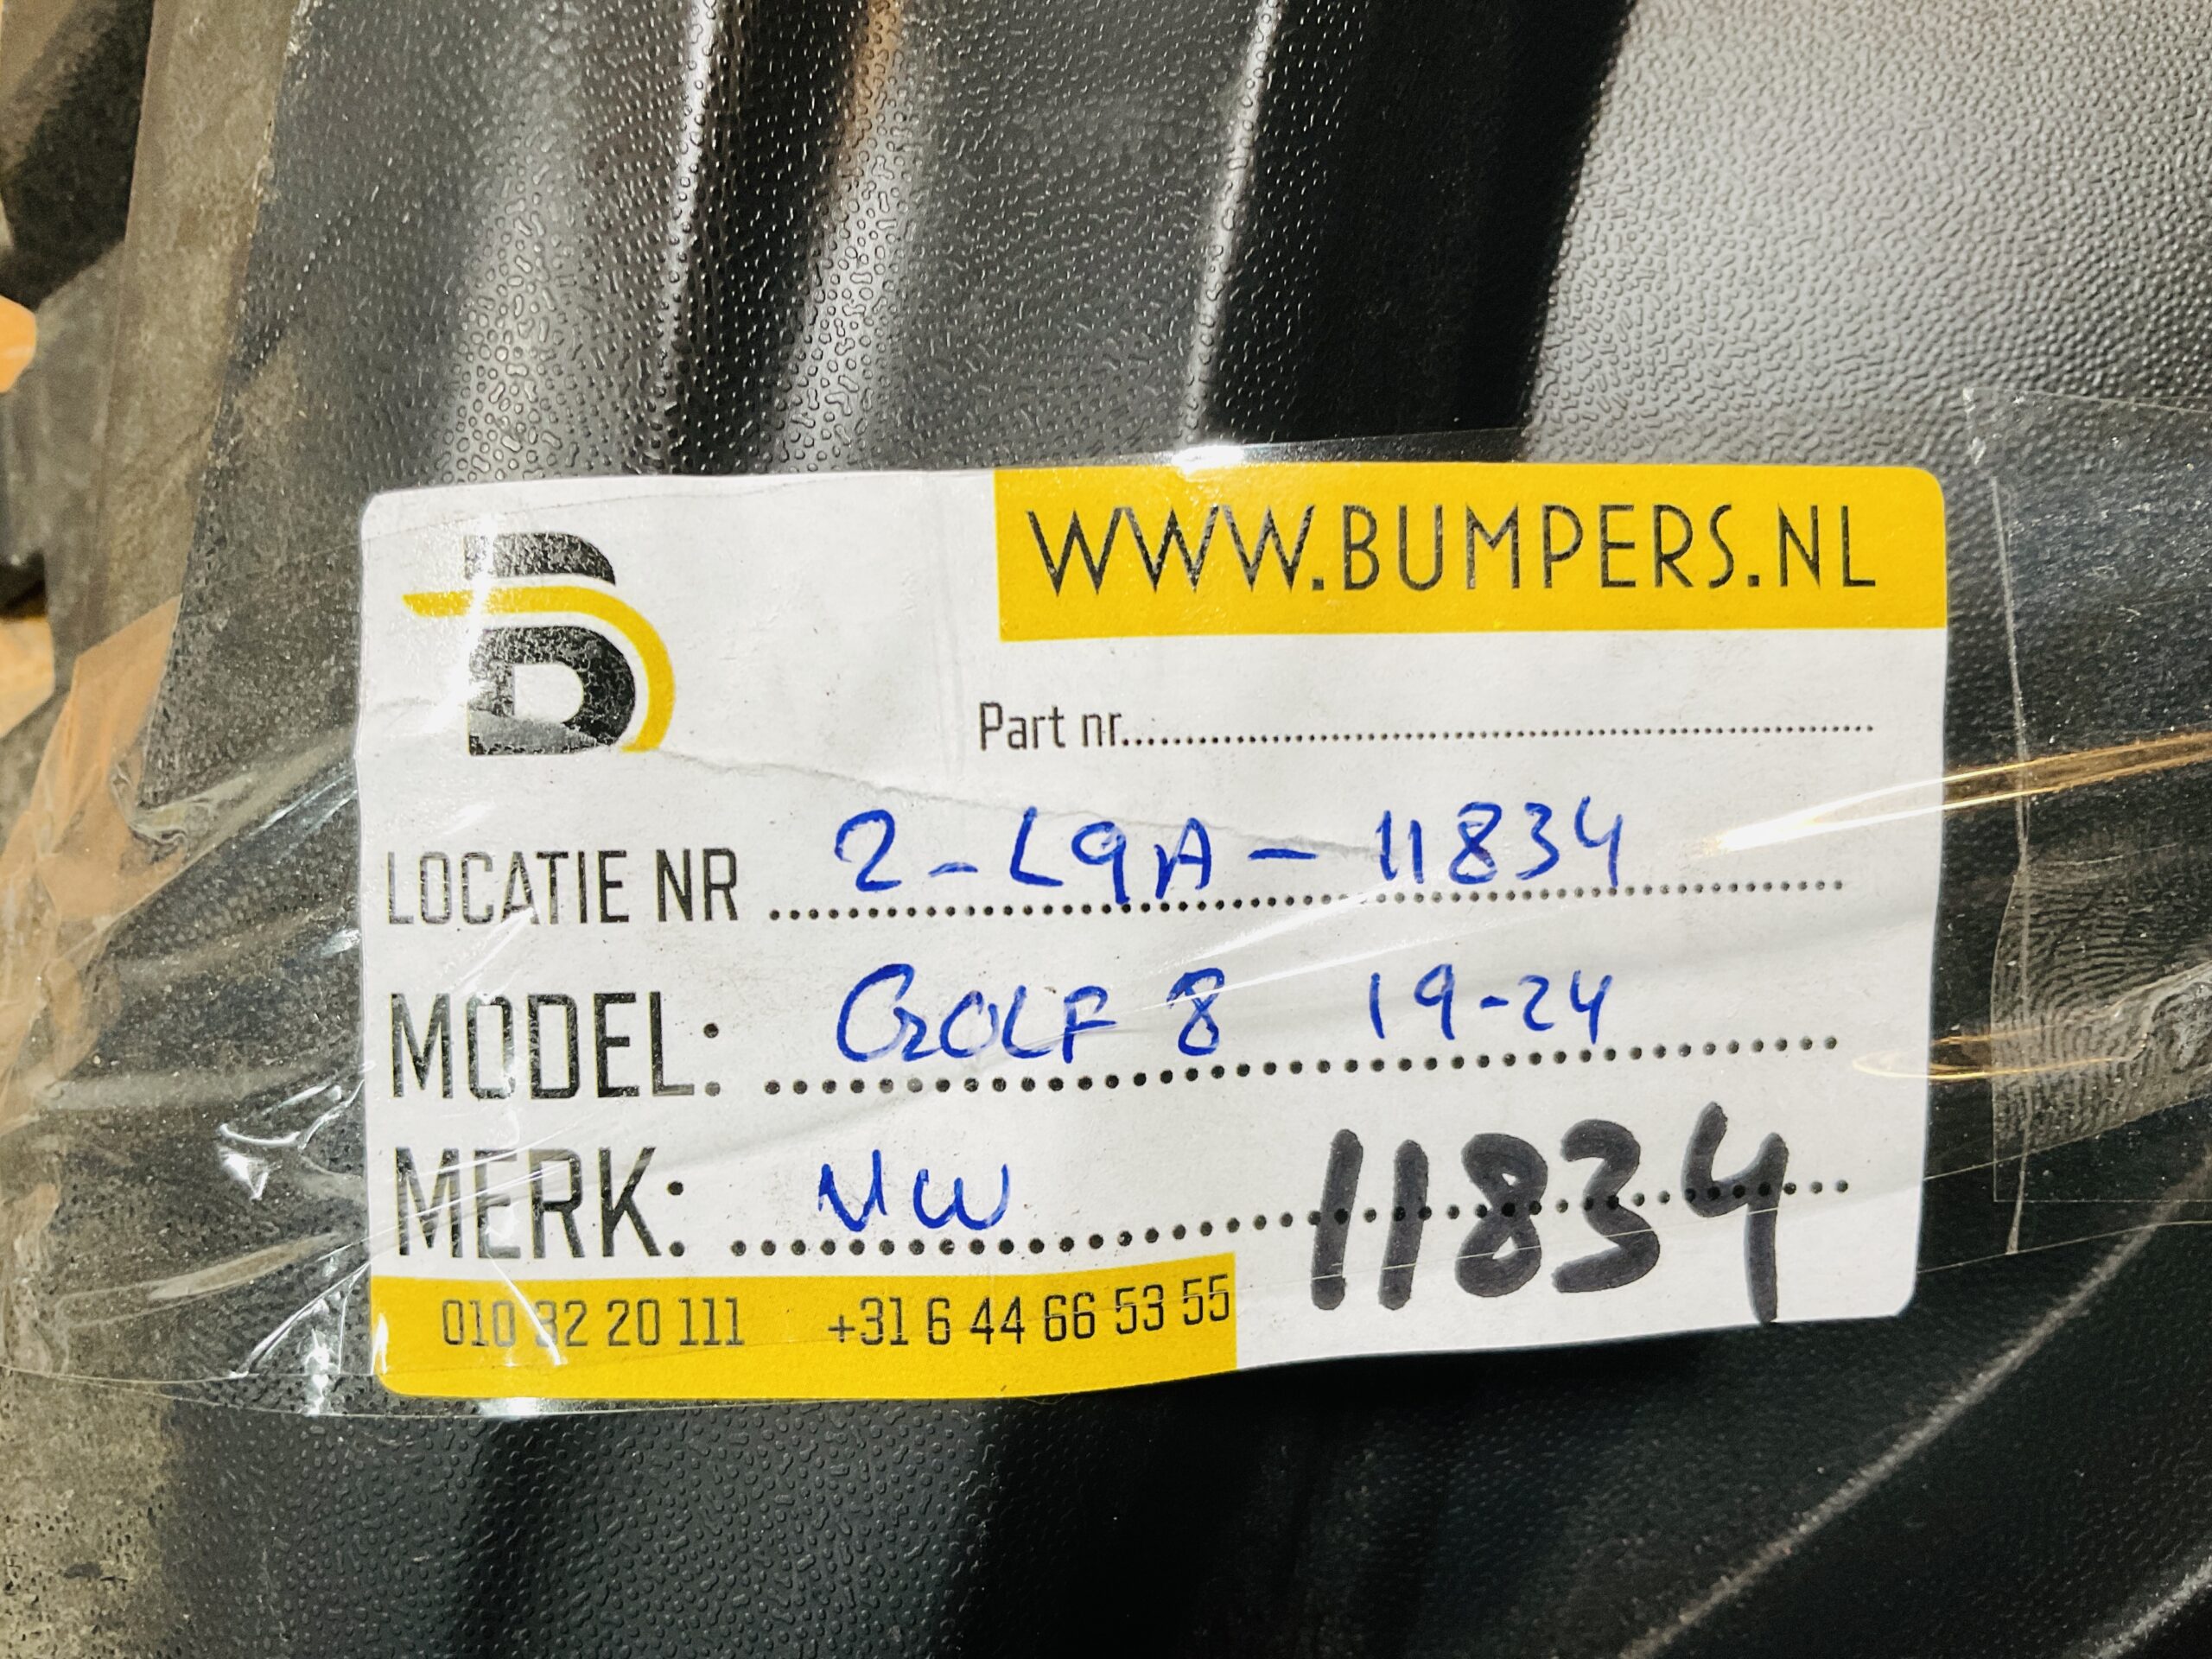 B
WWW.BUMPERS.NL
Part nr.
LOCATIE NR 2-L9A-11834
MODEL: GOLF 8 19-24
MERK: VW 11834
010 32 20 111 +31 6 44 66 53 55